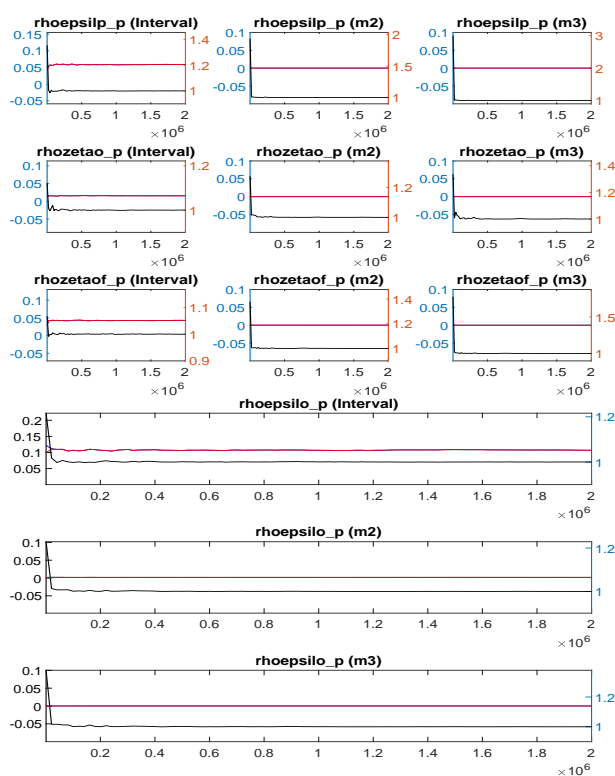 rhoepsilp_p (Interval) rhoepsilp_p (m2) rhoepsilp_p (m3)
0.15 0.1 0.05 0 -0.05 1.4 1.2 1 0.05 0 -0.05 2 1.5 1 0.05 0 -0.05 3 2 1
0.5 1 1.5 2 0.5 1 1.5 2 0.5 1 1.5 2
×10^6 ×10^6 ×10^6
rhozetao_p (Interval) rhozetao_p (m2) rhozetao_p (m3)
0.1 0.05 0 -0.05 1.2 1 0.1 0.05 0 -0.05 1.2 1 0.1 0.05 0 -0.05 1.4 1.2 1
0.5 1 1.5 2 0.5 1 1.5 2 0.5 1 1.5 2
×10^6 ×10^6 ×10^6
rhozetaof_p (Interval) rhozetaof_p (m2) rhozetaof_p (m3)
0.1 0.05 0 -0.05 1.1 1 0.9 0.1 0.05 0 -0.05 1.4 1.2 1 0.1 0.05 0 -0.05 1.5 1
0.5 1 1.5 2 0.5 1 1.5 2 0.5 1 1.5 2
×10^6 ×10^6 ×10^6
rhoepsilo_p (Interval)
0.2 0.15 0.1 0.05 1.2 1
0.2 0.4 0.6 0.8 1 1.2 1.4 1.6 1.8 2
×10^6
rhoepsilo_p (m2)
0.1 0.05 0 -0.05 1.2 1
0.2 0.4 0.6 0.8 1 1.2 1.4 1.6 1.8 2
×10^6
rhoepsilo_p (m3)
0.1 0.05 0 -0.05 1.2 1
0.2 0.4 0.6 0.8 1 1.2 1.4 1.6 1.8 2
×10^6